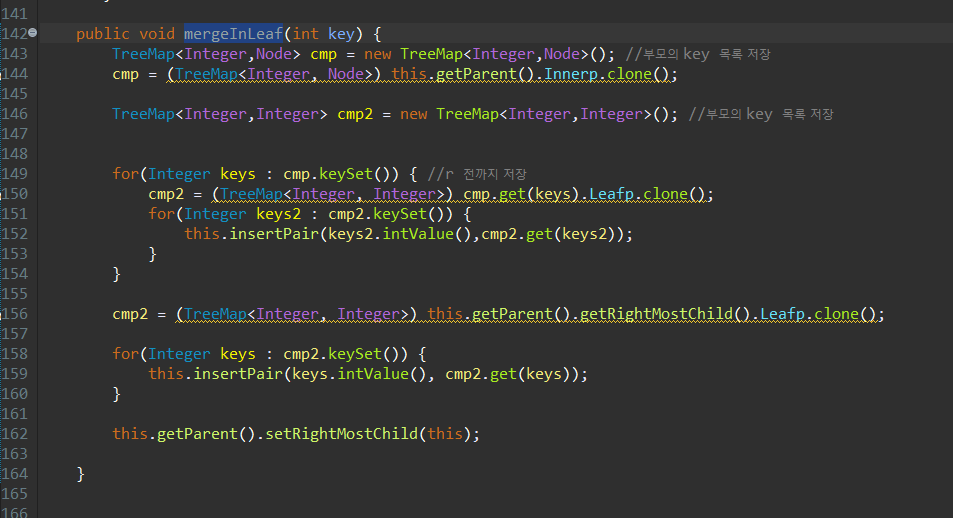 141
142 public void mergeInLeaf(int key) {
143 TreeMap<Integer,Node> cmp = new TreeMap<Integer,Node>(); //부모의 key 목록 저장
144 cmp = (TreeMap<Integer, Node>) this.getParent().Innerp.clone();
145
146 TreeMap<Integer,Integer> cmp2 = new TreeMap<Integer,Integer>(); //부모의 key 목록 저장
147
148
149 for(Integer keys : cmp.keySet()) { //r 전까지 저장
150 cmp2 = (TreeMap<Integer, Integer>) cmp.get(keys).Leafp.clone();
151 for(Integer keys2 : cmp2.keySet()) {
152 this.insertPair(keys2.intValue(),cmp2.get(keys2));
153 }
154 }
155
156 cmp2 = (TreeMap<Integer, Integer>) this.getParent().getRightMostChild().Leafp.clone();
157
158 for(Integer keys : cmp2.keySet()) {
159 this.insertPair(keys.intValue(), cmp2.get(keys));
160 }
161
162 this.getParent().setRightMostChild(this);
163
164 }
165
166